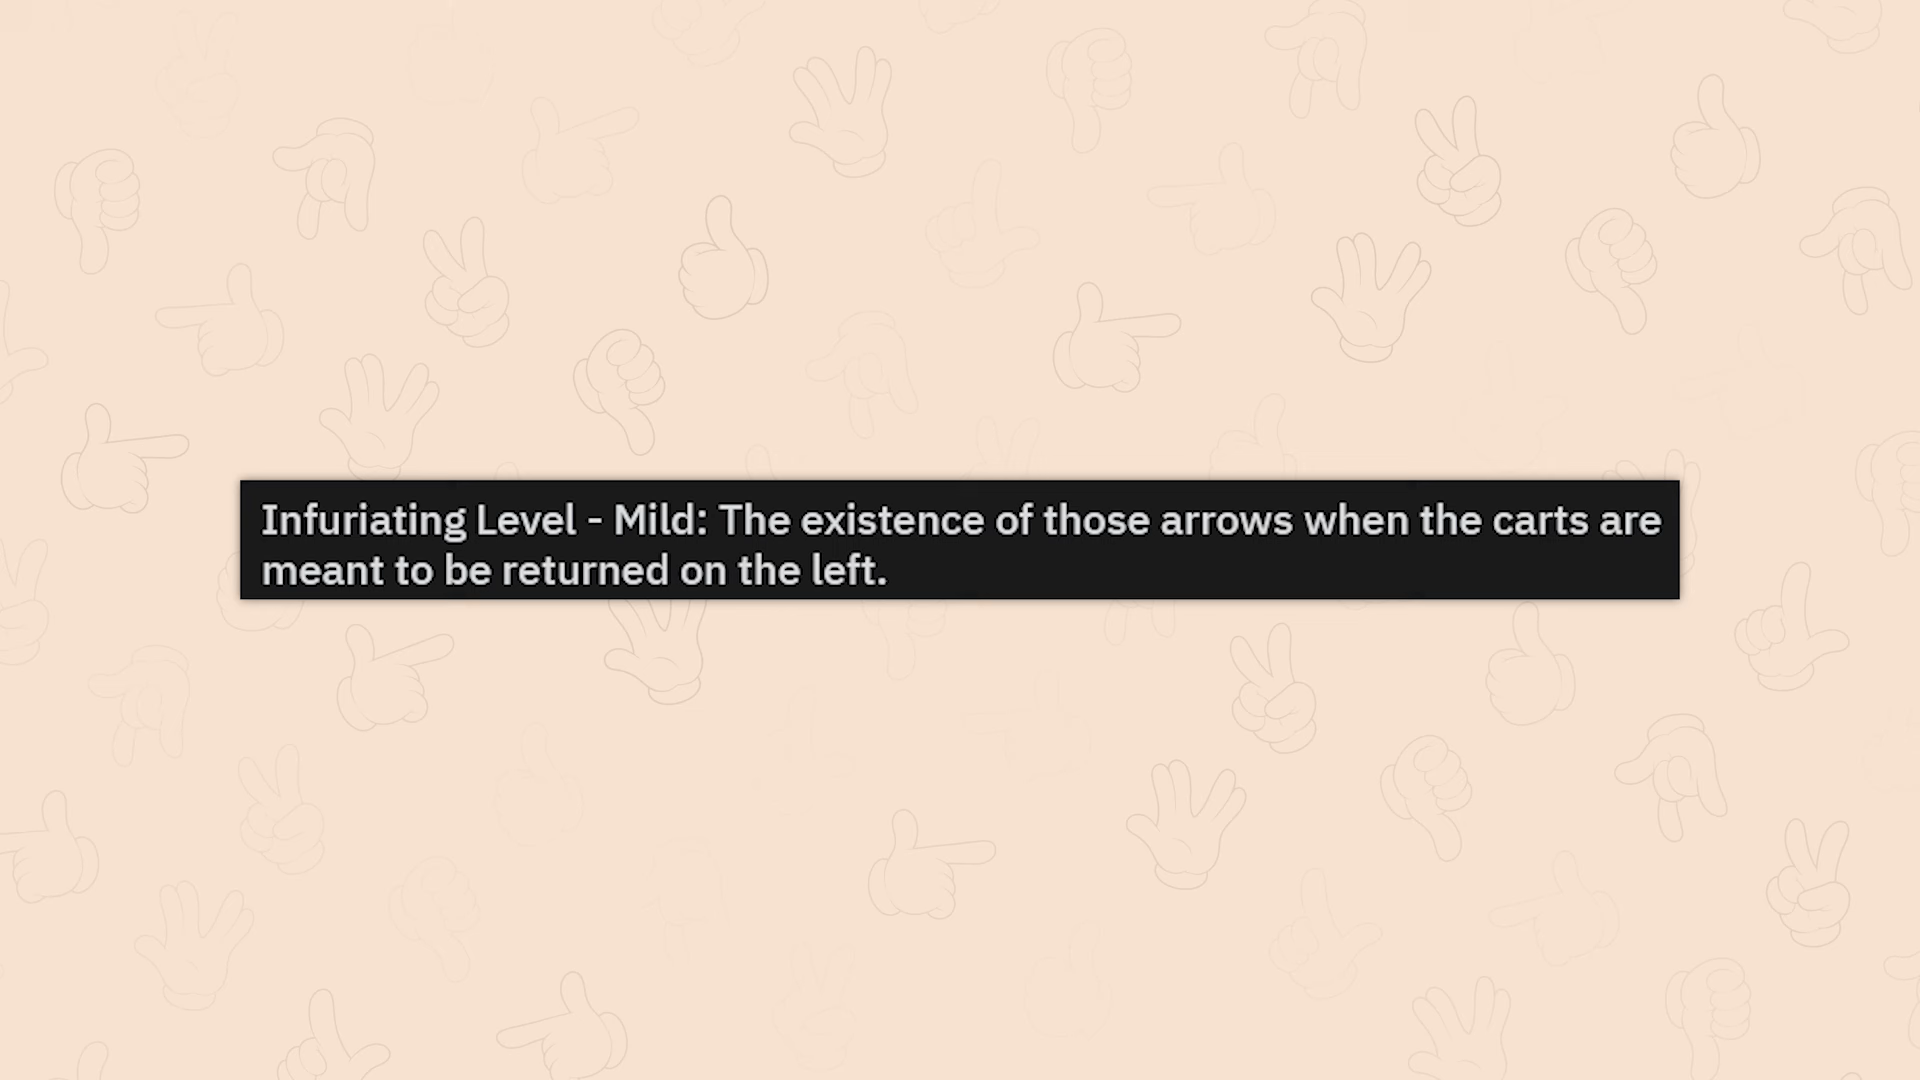 Infuriating Level - Mild: The existence of those arrows when the carts are
meant to be returned on the left.